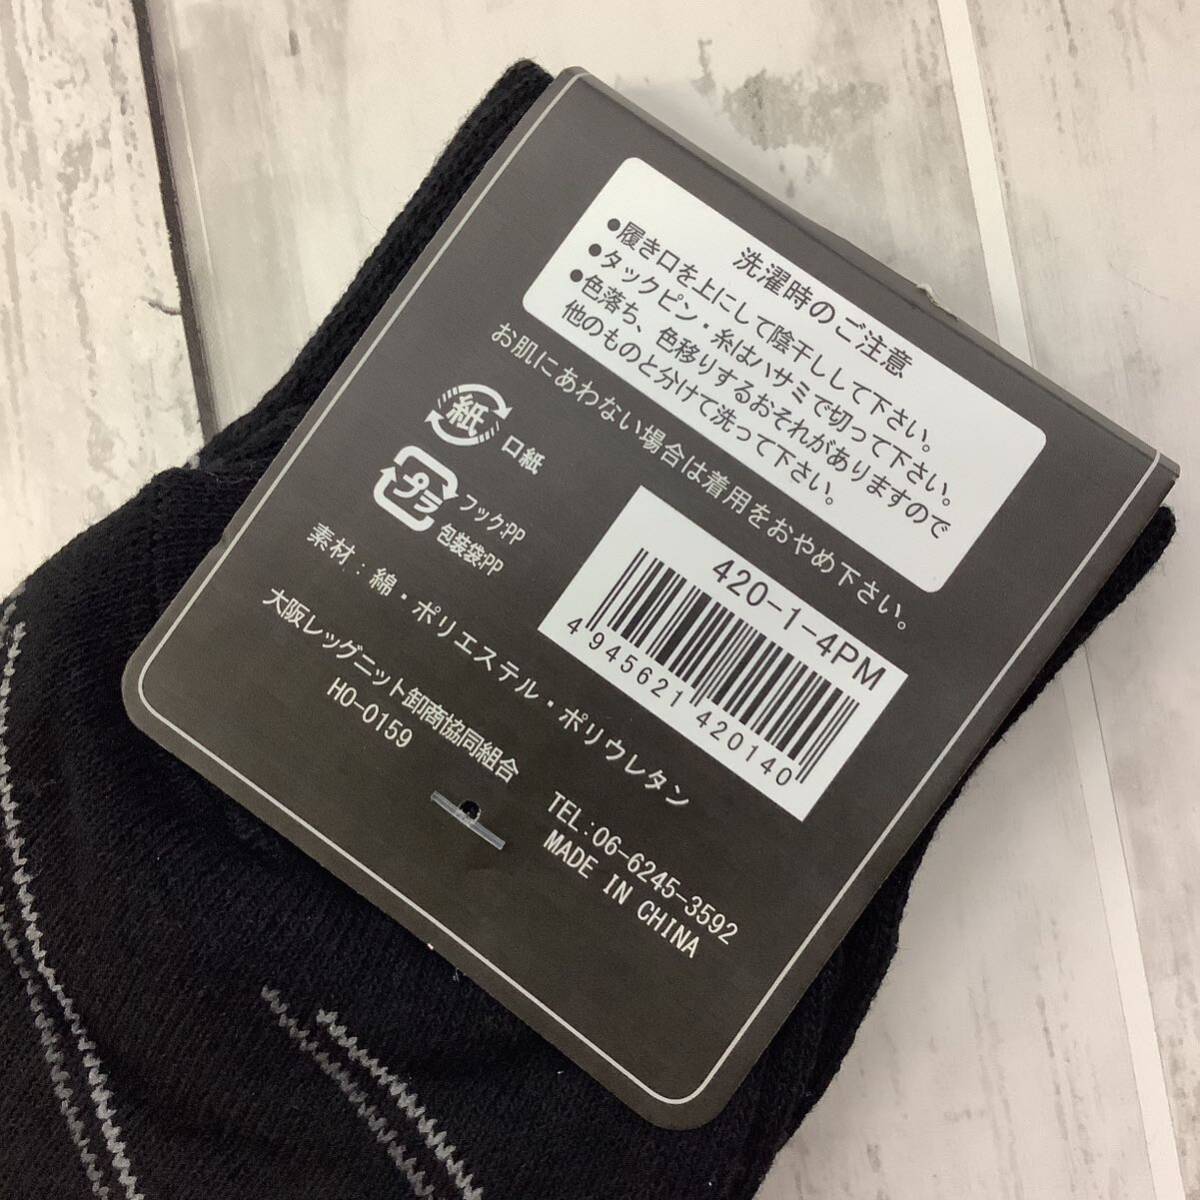 洗濯時のご注意
●履き口を上にして陰干しして下さい。
●タックピン・糸はハサミで切って下さい。
●色落ち、色移りするおそれがありますので
他のものと分けて洗って下さい。
お肌にあわない場合は着用をおやめ下さい。
紙
口紙
プラ
フック:PP
包装袋:PP
420-1-4PM
4 945621 420140
素材：綿・ポリエステル・ポリウレタン
大阪レッグニット卸商協同組合
HO-0159
TEL:06-6245-3592
MADE IN CHINA